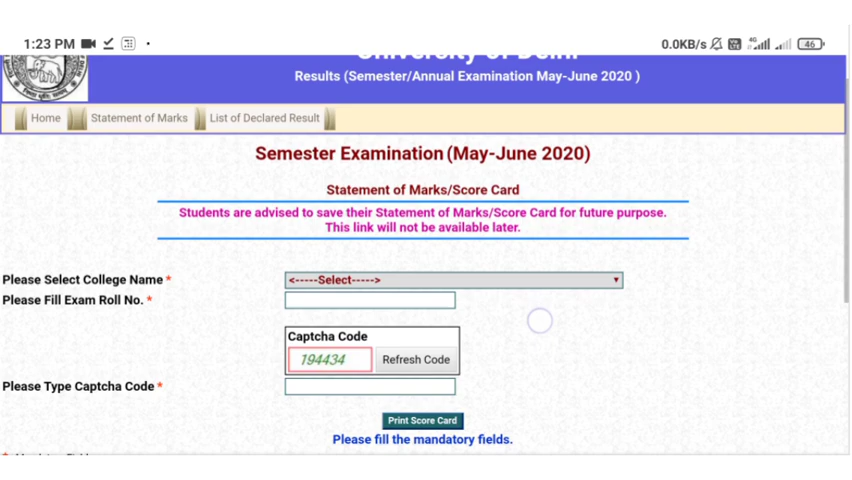 1:23 PM
0.0KB/s 4G 46
University of Delhi
Results (Semester/Annual Examination May-June 2020 )
Home Statement of Marks List of Declared Result
Semester Examination (May-June 2020)
Statement of Marks/Score Card
Students are advised to save their Statement of Marks/Score Card for future purpose.
This link will not be available later.
Please Select College Name * <-----Select----->
Please Fill Exam Roll No. *
Captcha Code
194434 Refresh Code
Please Type Captcha Code *
Print Score Card
Please fill the mandatory fields.